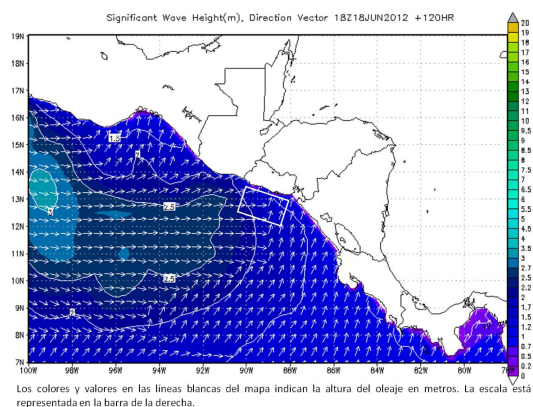 Significant Wave Height(m), Direction Vector 18Z18JUN2012 +120HR
19N
18N
17N
16N
15N
14N
13N
12N
11N
10N
9N
8N
7N
1.5
2
2.5
3
2.5
2
100W 98W 96W 94W 92W 90W 88W 86W 84W 82W 80W 78W 76W
20
19
18
17
16
15
14
13
12
11
10
9.5
9
8.5
8
7.5
7
6.5
6
5.5
5
4.5
4
3.5
3
2.7
2.5
2.2
2
1.7
1.5
1.2
1
0.7
0.5
0.2
0
Los colores y valores en las líneas blancas del mapa indican la altura del oleaje en metros. La escala está
representada en la barra de la derecha.